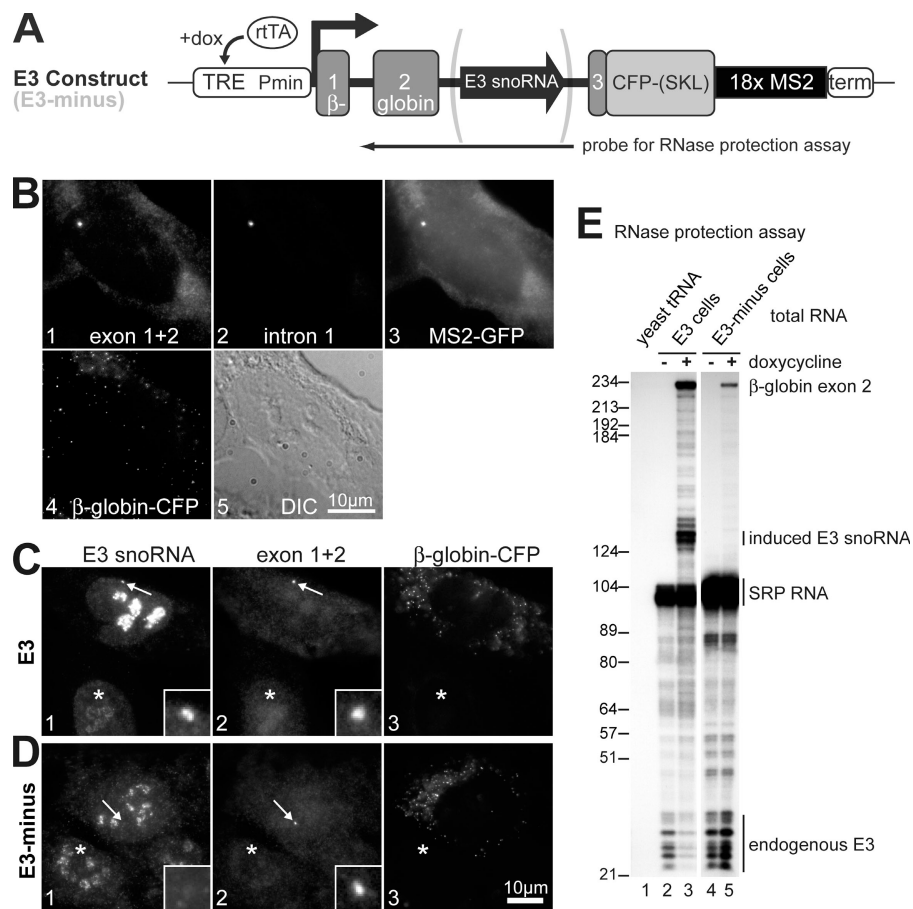 A
+dox
rtTA
E3 Construct
(E3-minus)
TRE Pmin
1
β-
2
globin
E3 snoRNA
3
CFP-(SKL)
18x MS2
term
probe for RNase protection assay
B
1 exon 1+2
2 intron 1
3 MS2-GFP
4 β-globin-CFP
5 DIC
10μm
C
E3 snoRNA
exon 1+2
β-globin-CFP
E3
*
1
*
2
*
3
D
E3-minus
*
1
*
2
*
3
10μm
E RNase protection assay
yeast tRNA
E3 cells
E3-minus cells
total RNA
- + - + doxycycline
234
213
192
184
124
104
89
80
64
57
51
21
β-globin exon 2
induced E3 snoRNA
SRP RNA
endogenous E3
1 2 3 4 5